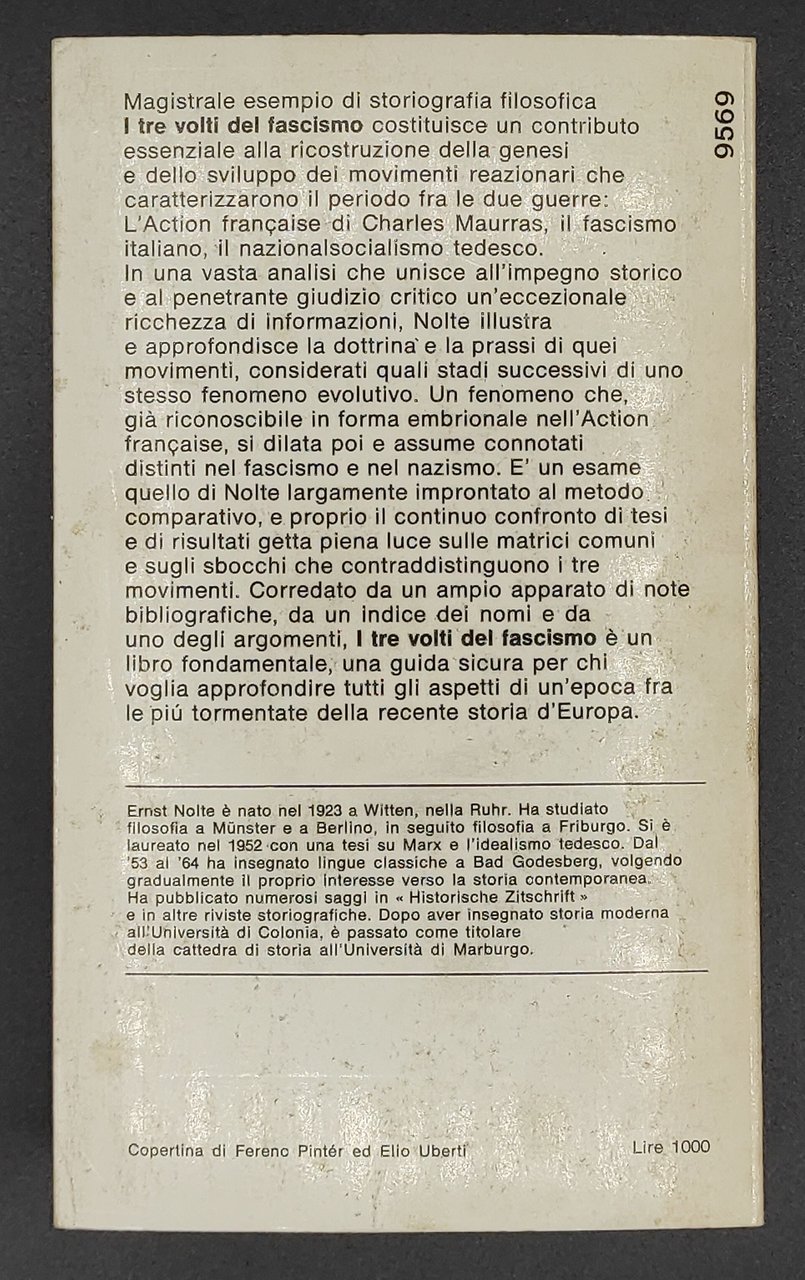 Magistrale esempio di storiografia filosofica
I tre volti del fascismo costituisce un contributo
essenziale alla ricostruzione della genesi
e dello sviluppo dei movimenti reazionari che
caratterizzarono il periodo fra le due guerre:
L'Action française di Charles Maurras, il fascismo
italiano, il nazionalsocialismo tedesco.
In una vasta analisi che unisce all'impegno storico
e al penetrante giudizio critico un'eccezionale
ricchezza di informazioni, Nolte illustra
e approfondisce la dottrina e la prassi di quei
movimenti, considerati quali stadi successivi di uno
stesso fenomeno evolutivo. Un fenomeno che,
già riconoscibile in forma embrionale nell'Action
française, si dilata poi e assume connotati
distinti nel fascismo e nel nazismo. E' un esame
quello di Nolte largamente improntato al metodo
comparativo, e proprio il continuo confronto di tesi
e di risultati getta piena luce sulle matrici comuni
e sugli sbocchi che contraddistinguono i tre
movimenti. Corredato da un ampio apparato di note
bibliografiche, da un indice dei nomi e da
uno degli argomenti, I tre volti del fascismo è un
libro fondamentale, una guida sicura per chi
voglia approfondire tutti gli aspetti di un'epoca fra
le piú tormentate della recente storia d'Europa.
Ernst Nolte è nato nel 1923 a Witten, nella Ruhr. Ha studiato
filosofia a Münster e a Berlino, in seguito filosofia a Friburgo. Si è
laureato nel 1952 con una tesi su Marx e l'idealismo tedesco. Dal
'53 al '64 ha insegnato lingue classiche a Bad Godesberg, volgendo
gradualmente il proprio interesse verso la storia contemporanea.
Ha pubblicato numerosi saggi in « Historische Zitschrift »
e in altre riviste storiografiche. Dopo aver insegnato storia moderna
all'Università di Colonia, è passato come titolare
della cattedra di storia all'Università di Marburgo.
Copertina di Ferenc Pintér ed Elio Uberti
Lire 1000
9569